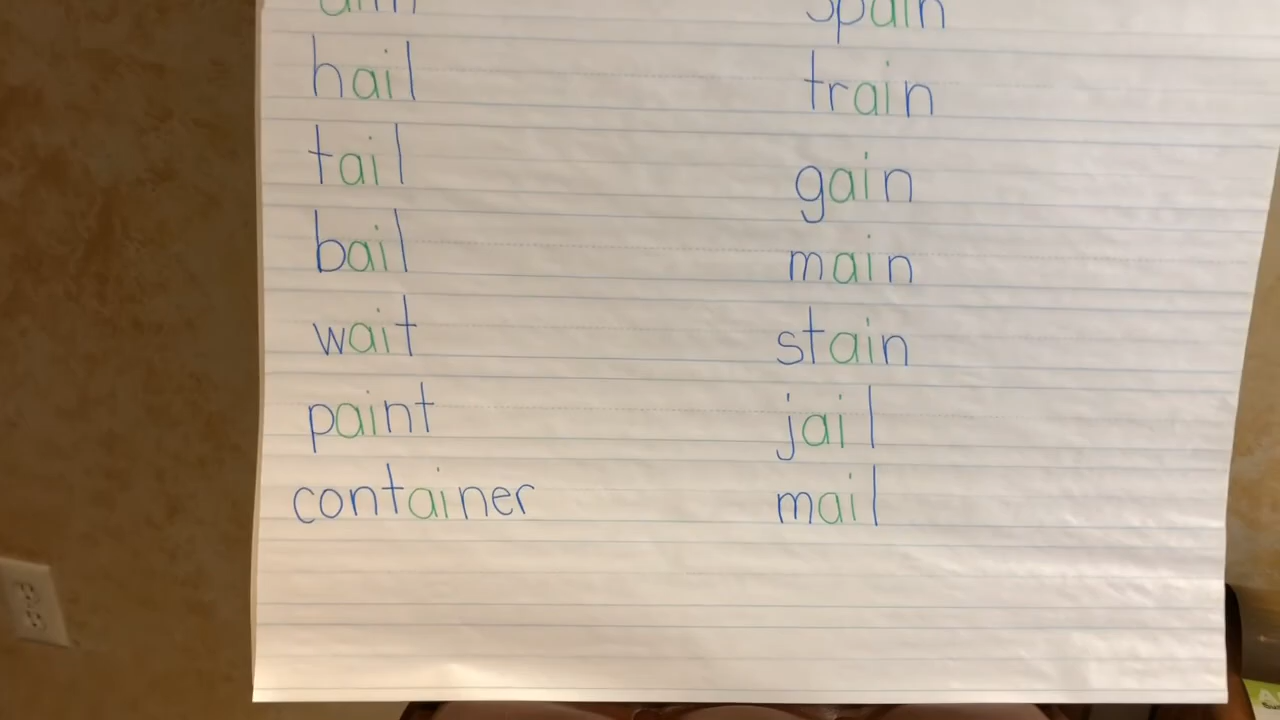 Spain
hail train
tail gain
bail main
wait stain
paint jail
container mail